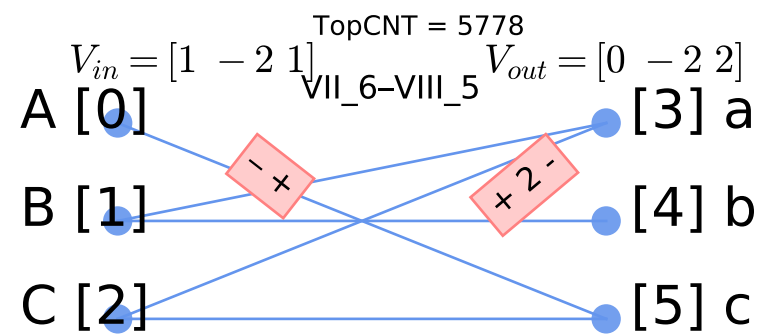 TopCNT = 5778
V_in = [1 −2 1] V_out = [0 −2 2]
VII_6–VIII_5
A [0] [3] a
- +
+ 2 -
B [1] [4] b
C [2] [5] c